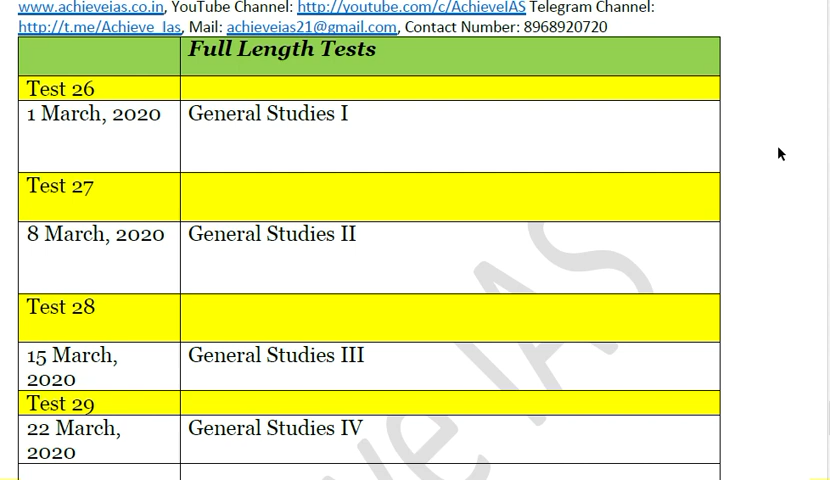 www.achieveias.co.in, YouTube Channel: http://youtube.com/c/AchieveIAS Telegram Channel:
http://t.me/Achieve_Ias, Mail: achieveias21@gmail.com, Contact Number: 8968920720
Full Length Tests
Test 26
1 March, 2020 General Studies I
Test 27
8 March, 2020 General Studies II
Test 28
15 March, 2020 General Studies III
Test 29
22 March, 2020 General Studies IV
ve IAS